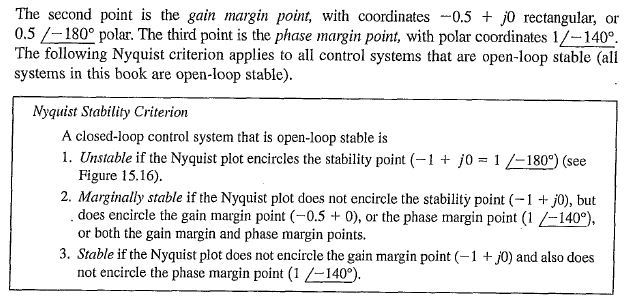 The second point is the gain margin point, with coordinates −0.5 + j0 rectangular, or
0.5 /−180° polar. The third point is the phase margin point, with polar coordinates 1/−140°.
The following Nyquist criterion applies to all control systems that are open-loop stable (all
systems in this book are open-loop stable).
Nyquist Stability Criterion
A closed-loop control system that is open-loop stable is
1. Unstable if the Nyquist plot encircles the stability point (−1 + j0 = 1 /−180°) (see
Figure 15.16).
2. Marginally stable if the Nyquist plot does not encircle the stability point (−1 + j0), but
does encircle the gain margin point (−0.5 + 0), or the phase margin point (1 /−140°),
or both the gain margin and phase margin points.
3. Stable if the Nyquist plot does not encircle the gain margin point (−1 + j0) and also does
not encircle the phase margin point (1 /−140°).